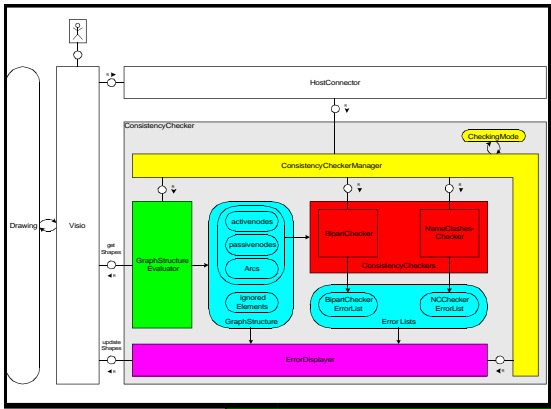 R
HostConnector
R
ConsistencyChecker
CheckingMode
ConsistencyCheckerManager
R
R
R
Drawing
Visio
activenodes
passivenodes
Arcs
ignored
Elements
GraphStructure
GraphStructure
Evaluator
BipartChecker
NameClashes-
Checker
ConsistencyCheckers
get
Shapes
R
BipartChecker
ErrorList
NCChecker
ErrorList
Error Lists
update
Shapes
R
ErrorDisplayer
R